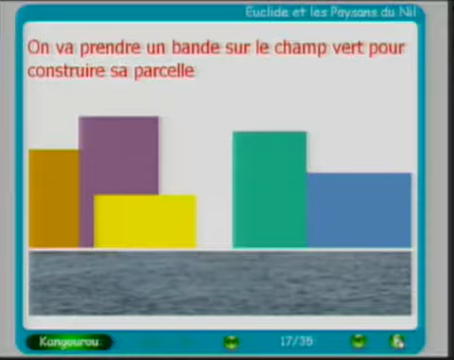 Euclide et les Paysans du Nil
On va prendre un bande sur le champ vert pour
construire sa parcelle
Kangourou
17/35